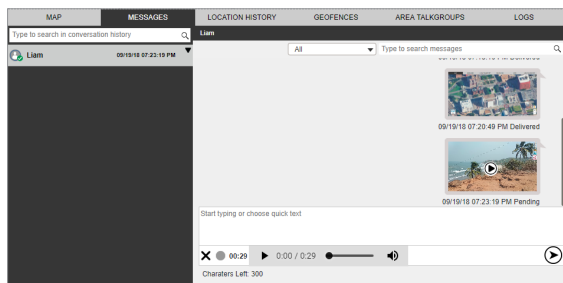 MAP MESSAGES LOCATION HISTORY GEOFENCES AREA TALKGROUPS LOGS
Type to search in conversation history
Liam
All Type to search messages
Liam 09/19/18 07:23:19 PM
09/19/18 07:20:49 PM Delivered
09/19/18 07:23:19 PM Pending
Start typing or choose quick text
00:29 0:00 / 0:29
Charaters Left: 300